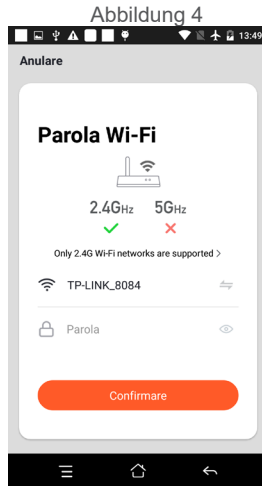 Abbildung 4
13:49
Anulare
Parola Wi-Fi
2.4GHz 5GHz
Only 2.4G Wi-Fi networks are supported >
TP-LINK_8084
Parola
Confirmare